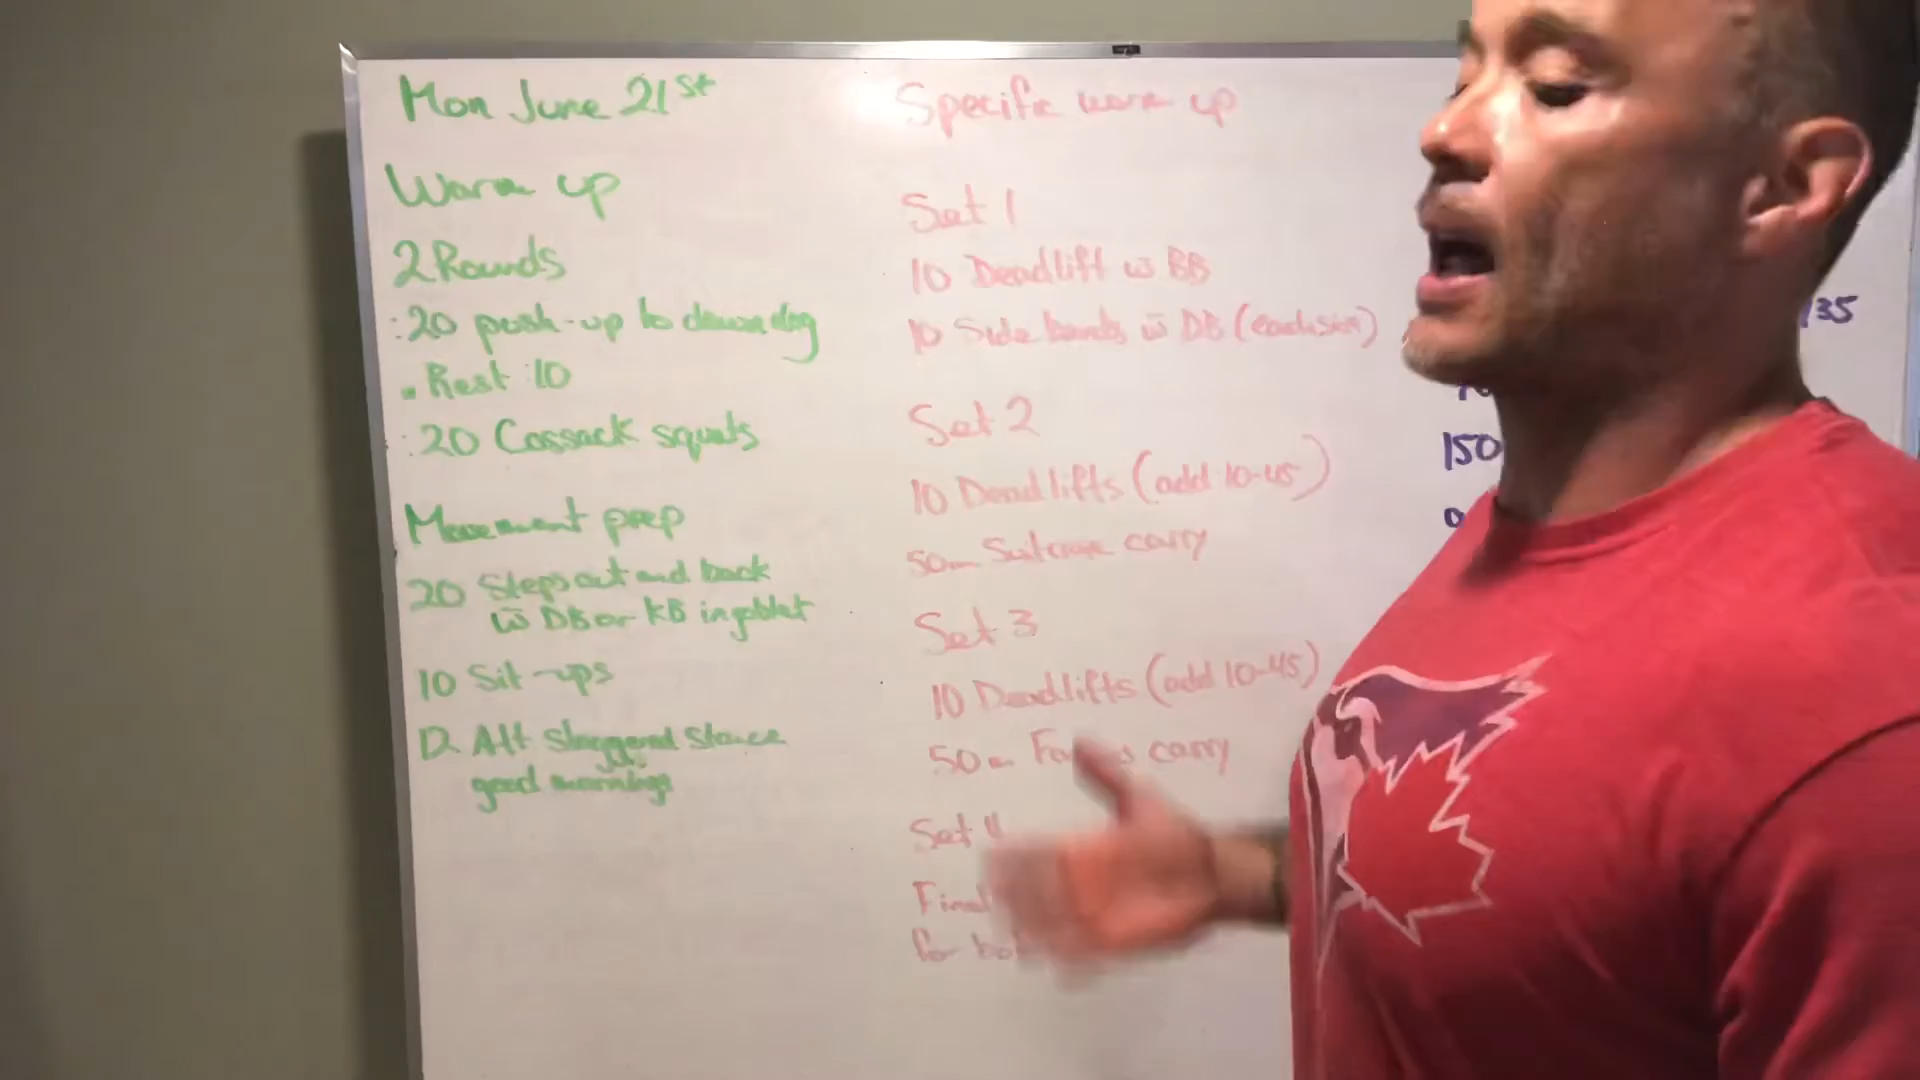 Mon June 21st
Warm up
2 Rounds
:20 push-up to down dog
. Rest :10
:20 Cossack squats
Movement prep
20 Steps out and back
w̄ DB or KB in goblet
10 Sit-ups
12 Alt staggered stance
good mornings
Specific warm up
Set 1
10 Deadlift w̄ BB
10 Side bends w̄ DB (each side)
Set 2
10 Deadlifts (add 10-45)
50m Suitcase carry
Set 3
10 Deadlifts (add 10-45)
50m carry
Set 4
Final
for
135
150